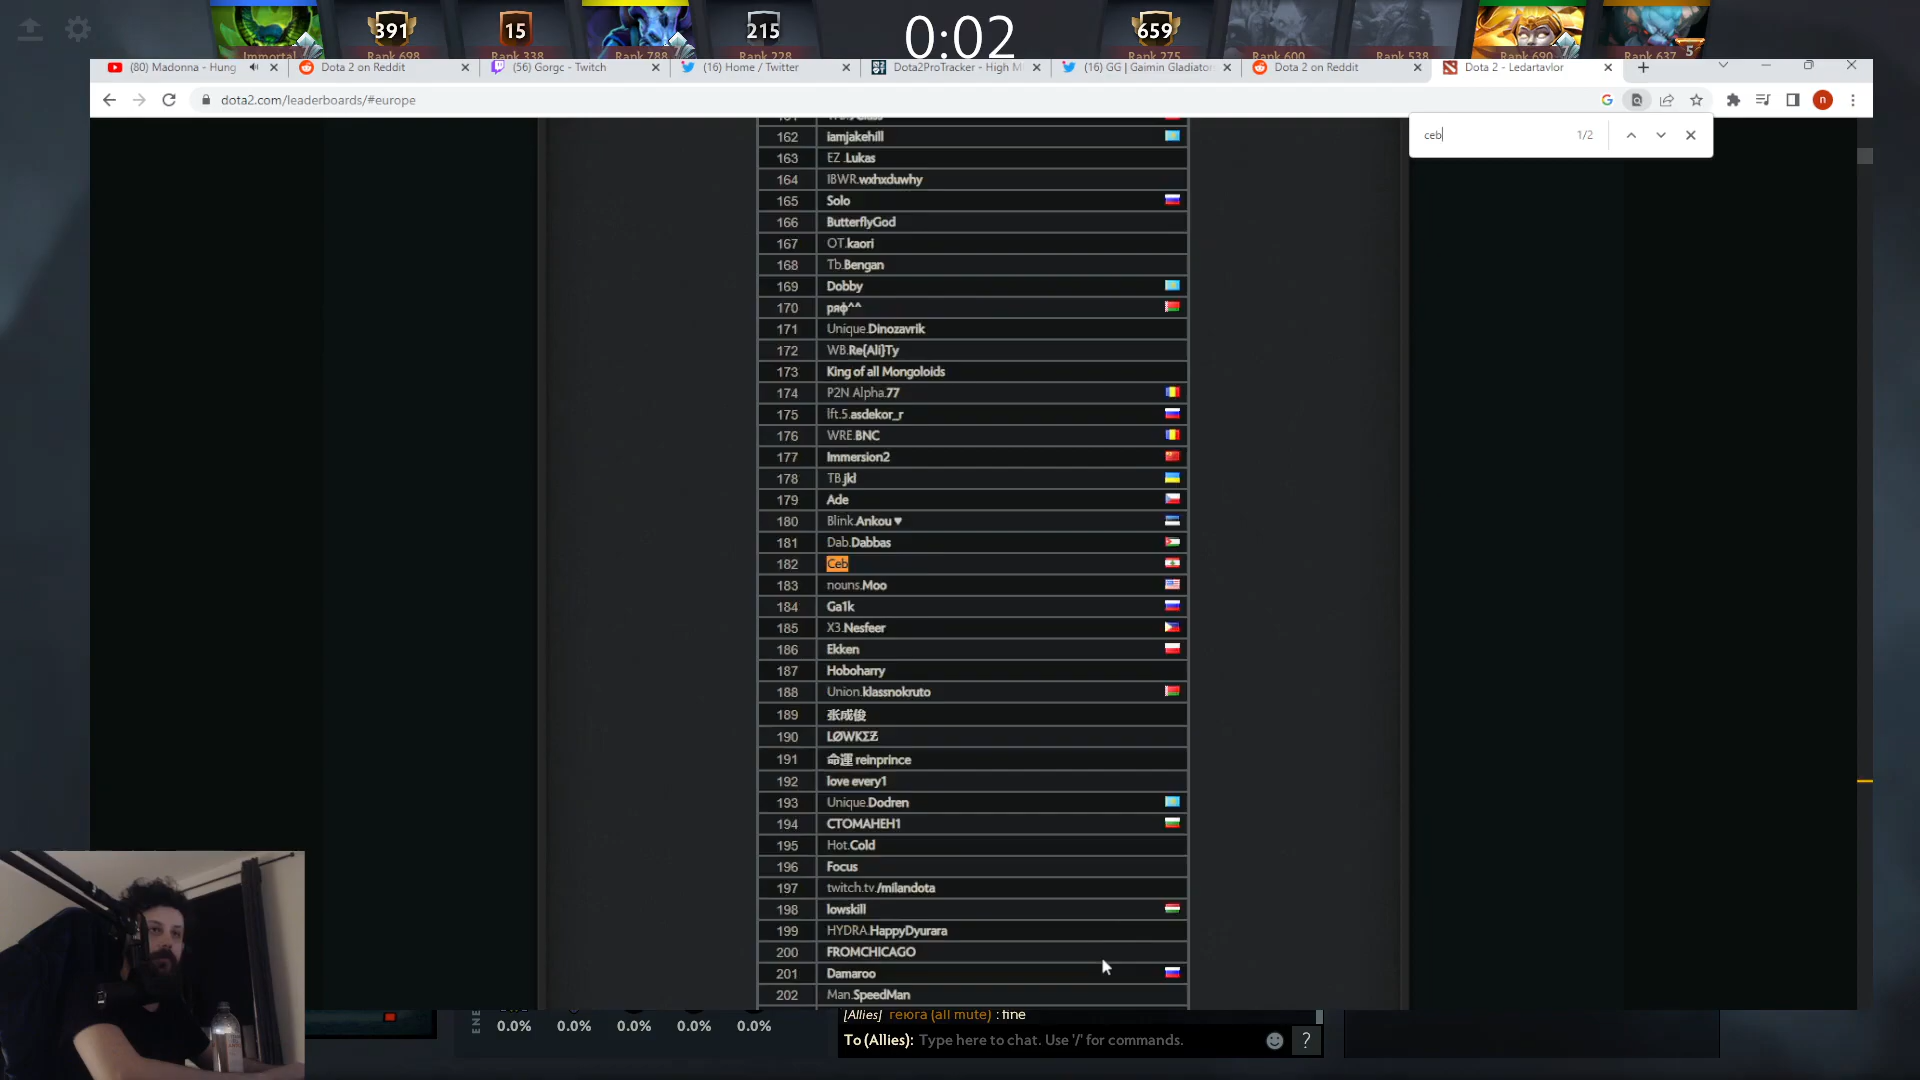 391
15
215
0:02
659
Immortal
Rank 698
Rank 338
Rank 788
Rank 228
Rank 275
Rank 600
Rank 538
Rank 690
Rank 637
5
(80) Madonna - Hung
Dota 2 on Reddit
(56) Gorgc - Twitch
(16) Home / Twitter
Dota2ProTracker - High M
(16) GG | Gaimin Gladiator
Dota 2 on Reddit
Dota 2 - Ledartavlor
dota2.com/leaderboards/#europe
ceb
1/2
162 iamjakehill
163 EZ .Lukas
164 IBWR.wxhxduwhy
165 Solo
166 ButterflyGod
167 OT.kaori
168 Tb.Bengan
169 Dobby
170 ряф^^
171 Unique.Dinozavrik
172 WB.Re{Ali}Ty
173 King of all Mongoloids
174 P2N Alpha.77
175 lft.5.asdekor_r
176 WRE.BNC
177 Immersion2
178 TB.jkl
179 Ade
180 Blink.Ankou ♥
181 Dab.Dabbas
182 Ceb
183 nouns.Moo
184 Ga1k
185 X3.Nesfeer
186 Ekken
187 Hoboharry
188 Union.klassnokruto
189 张成俊
190 LØWKΣƵ
191 命運 reinprince
192 love every1
193 Unique.Dodren
194 CTOMAHEH1
195 Hot.Cold
196 Focus
197 twitch.tv./milandota
198 lowskill
199 HYDRA.HappyDyurara
200 FROMCHICAGO
201 Damaroo
202 Man.SpeedMan
0.0% 0.0% 0.0% 0.0% 0.0%
[Allies] геюга (all mute) : fine
To (Allies): Type here to chat. Use '/' for commands.
?